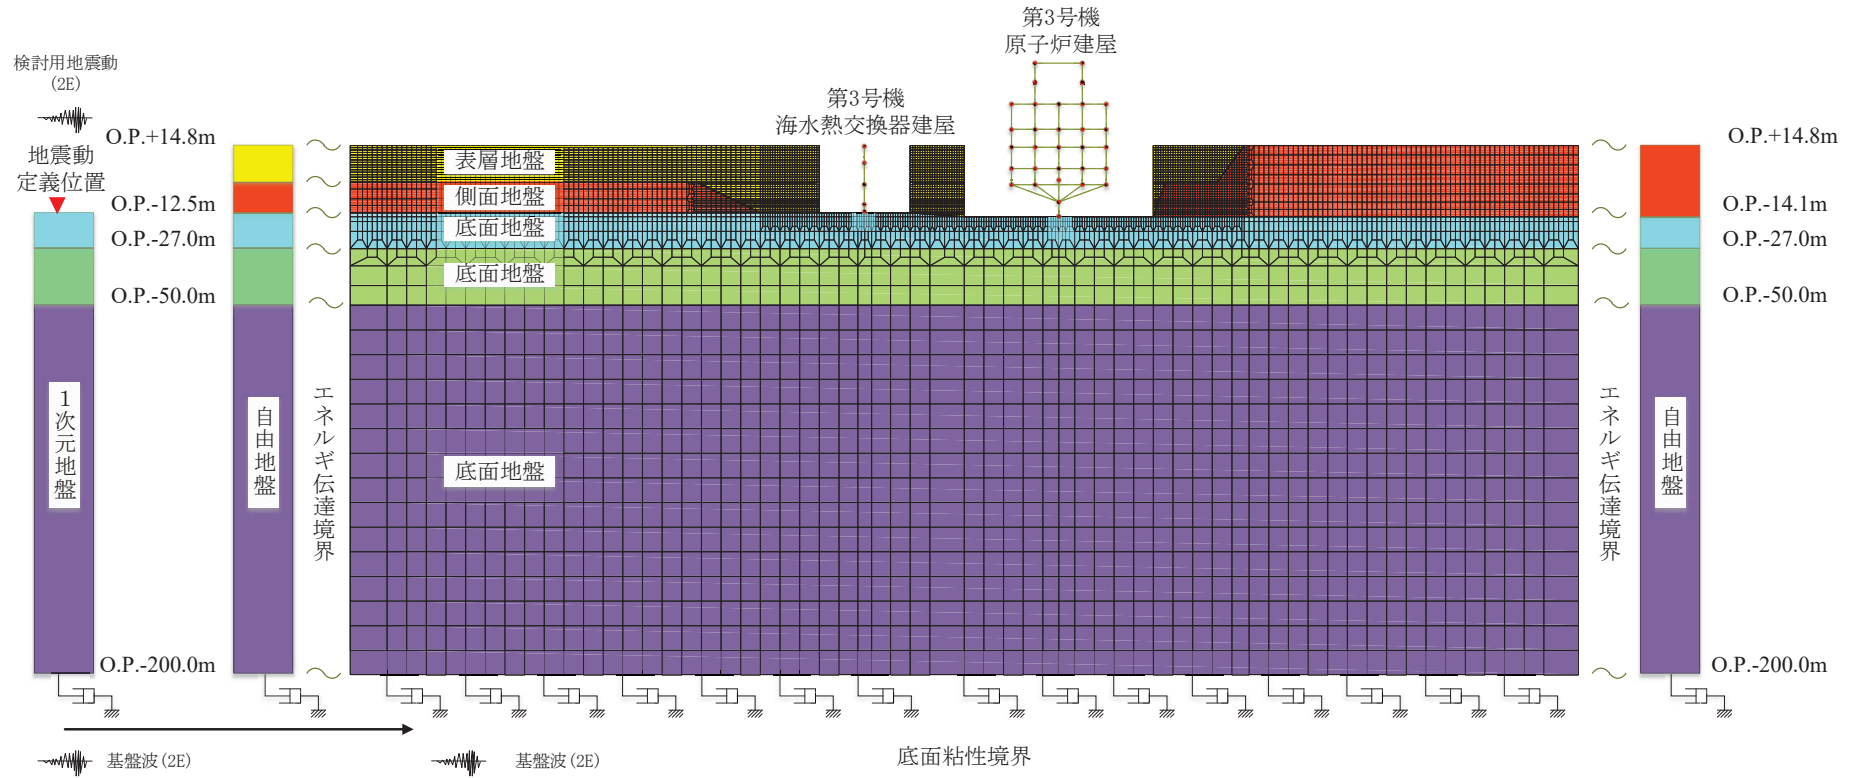 第3号機
原子炉建屋
検討用地震動
(2E)
第3号機
海水熱交換器建屋
O.P.+14.8m
O.P.+14.8m
地震動
定義位置
表層地盤
側面地盤
O.P.-12.5m
O.P.-14.1m
底面地盤
O.P.-27.0m
O.P.-27.0m
底面地盤
O.P.-50.0m
O.P.-50.0m
1次元地盤
自由地盤
エネルギ伝達境界
底面地盤
エネルギ伝達境界
自由地盤
O.P.-200.0m
O.P.-200.0m
基盤波(2E)
基盤波(2E)
底面粘性境界